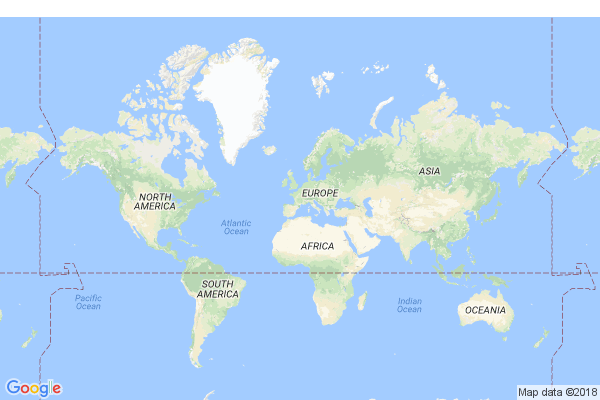 ASIA
EUROPE
NORTH
AMERICA
Atlantic
Ocean
AFRICA
SOUTH
AMERICA
Pacific
Ocean
Indian
Ocean
OCEANIA
Google
Map data ©2018